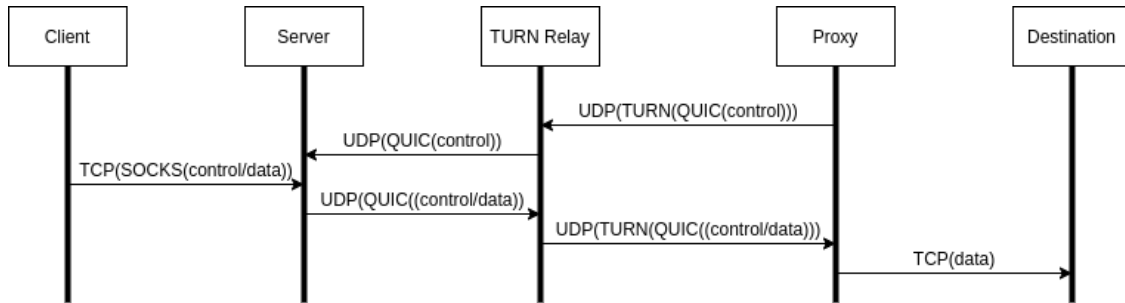 Client
Server
TURN Relay
Proxy
Destination
UDP(TURN(QUIC(control)))
UDP(QUIC(control))
TCP(SOCKS(control/data))
UDP(QUIC((control/data))
UDP(TURN(QUIC((control/data)))
TCP(data)